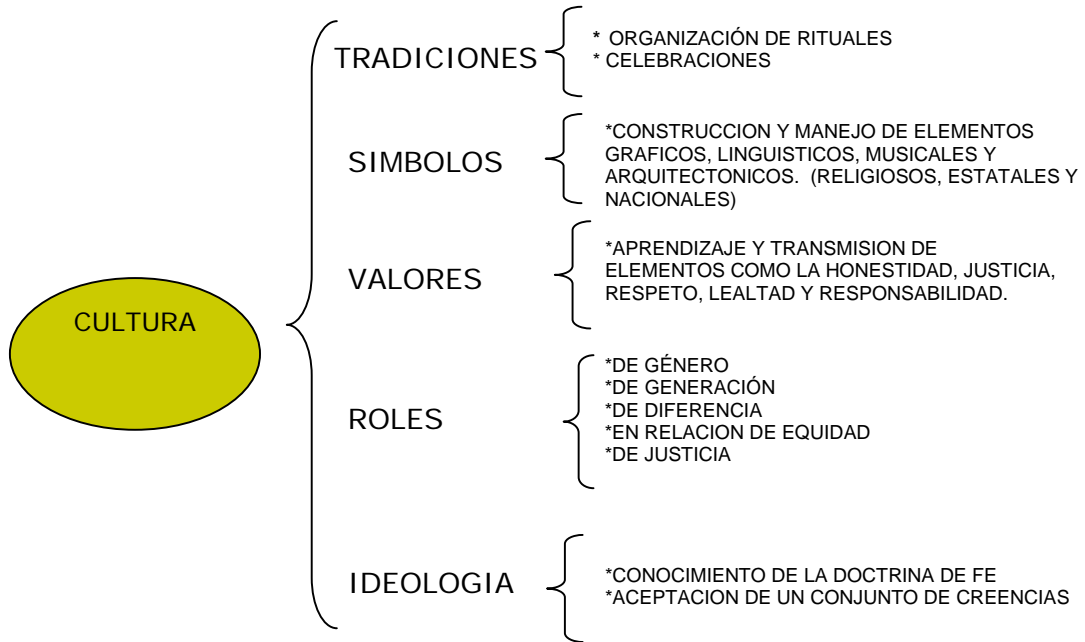 CULTURA
TRADICIONES
* ORGANIZACIÓN DE RITUALES
* CELEBRACIONES
SIMBOLOS
*CONSTRUCCION Y MANEJO DE ELEMENTOS
GRAFICOS, LINGUISTICOS, MUSICALES Y
ARQUITECTONICOS. (RELIGIOSOS, ESTATALES Y
NACIONALES)
VALORES
*APRENDIZAJE Y TRANSMISION DE
ELEMENTOS COMO LA HONESTIDAD, JUSTICIA,
RESPETO, LEALTAD Y RESPONSABILIDAD.
ROLES
*DE GÉNERO
*DE GENERACIÓN
*DE DIFERENCIA
*EN RELACION DE EQUIDAD
*DE JUSTICIA
IDEOLOGIA
*CONOCIMIENTO DE LA DOCTRINA DE FE
*ACEPTACION DE UN CONJUNTO DE CREENCIAS